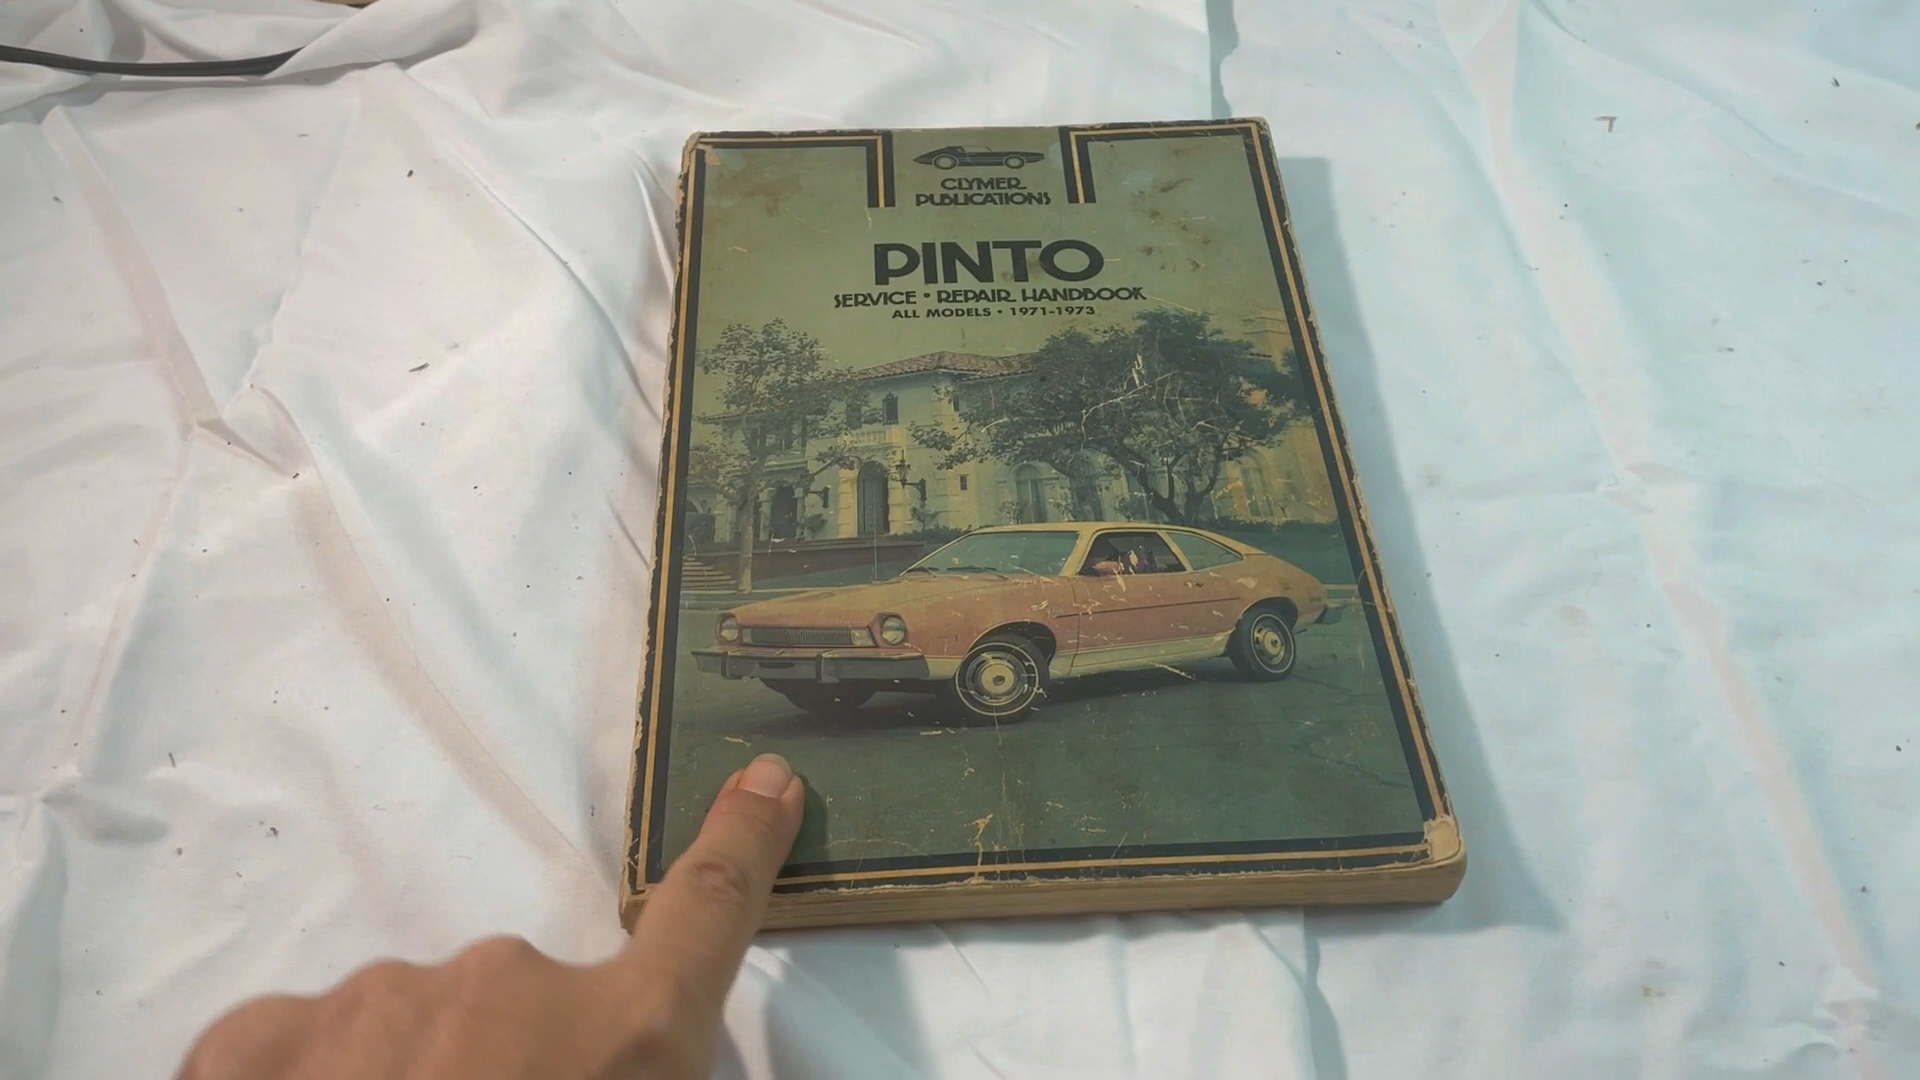 CLYMER
PUBLICATIONS
PINTO
SERVICE • REPAIR HANDBOOK
ALL MODELS • 1971-1973